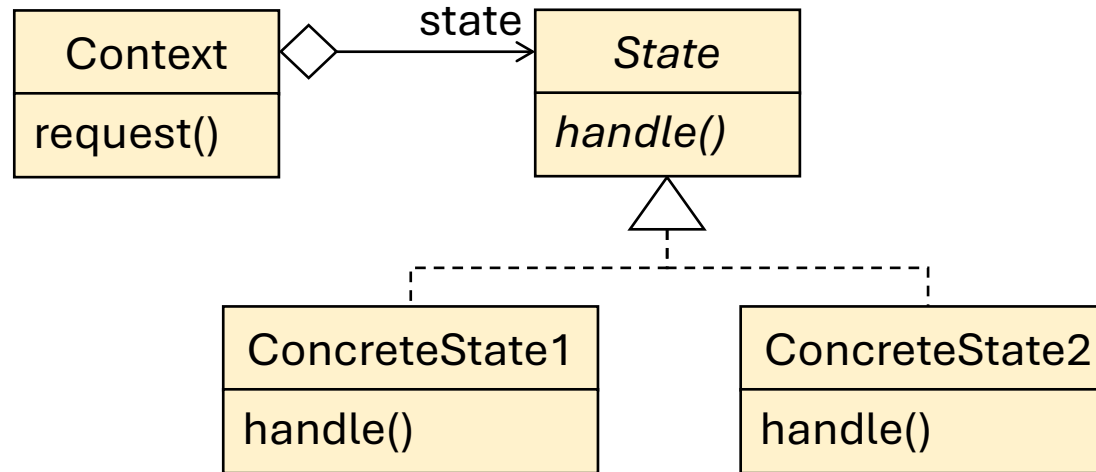 Context
request()
state
State
handle()
ConcreteState1
handle()
ConcreteState2
handle()